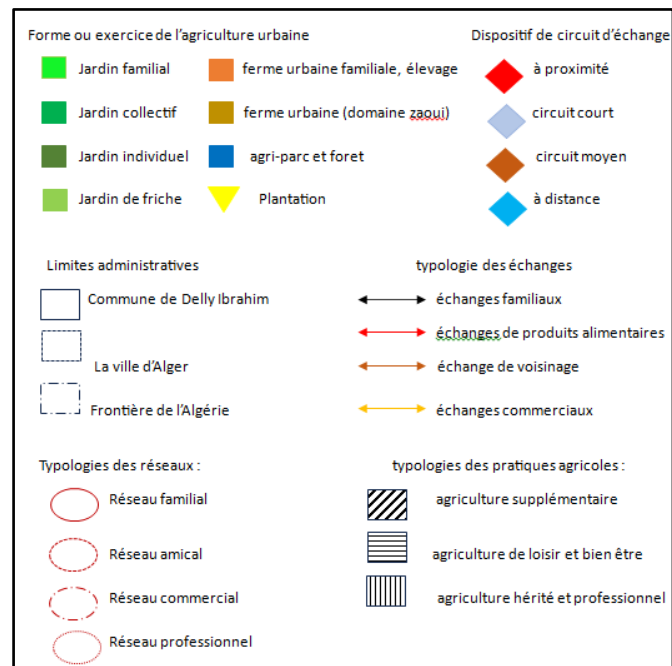 Forme ou exercice de l'agriculture urbaine
Jardin familial
Jardin collectif
Jardin individuel
Jardin de friche
ferme urbaine familiale, élevage
ferme urbaine (domaine zaoui)
agri-parc et foret
Plantation
Dispositif de circuit d'échange
à proximité
circuit court
circuit moyen
à distance
Limites administratives
Commune de Delly Ibrahim
La ville d'Alger
Frontière de l'Algérie
typologie des échanges
échanges familiaux
échanges de produits alimentaires
échange de voisinage
échanges commerciaux
Typologies des réseaux :
Réseau familial
Réseau amical
Réseau commercial
Réseau professionnel
typologies des pratiques agricoles :
agriculture supplémentaire
agriculture de loisir et bien être
agriculture hérité et professionnel